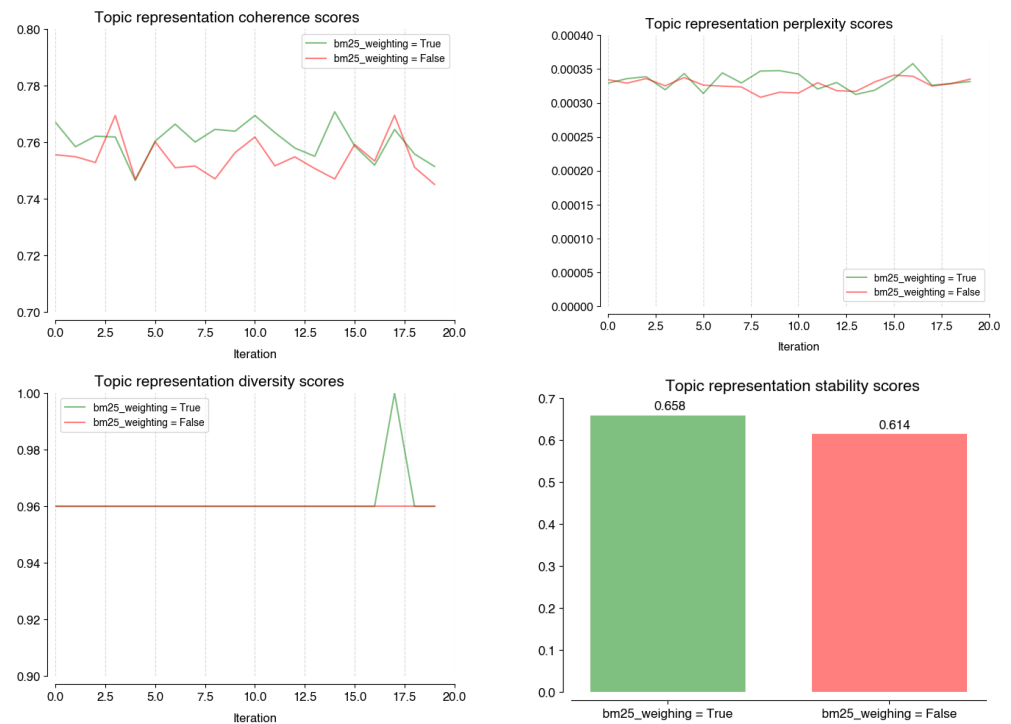 Topic representation coherence scores
0.80
0.78
0.76
0.74
0.72
0.70
bm25_weighting = True
bm25_weighting = False
0.0 2.5 5.0 7.5 10.0 12.5 15.0 17.5 20.0
Iteration
Topic representation perplexity scores
0.00040
0.00035
0.00030
0.00025
0.00020
0.00015
0.00010
0.00005
0.00000
bm25_weighting = True
bm25_weighting = False
0.0 2.5 5.0 7.5 10.0 12.5 15.0 17.5 20.0
Iteration
Topic representation diversity scores
1.00
0.98
0.96
0.94
0.92
0.90
bm25_weighting = True
bm25_weighting = False
0.0 2.5 5.0 7.5 10.0 12.5 15.0 17.5 20.0
Iteration
Topic representation stability scores
0.7
0.6
0.5
0.4
0.3
0.2
0.1
0.0
0.658
0.614
bm25_weighing = True bm25_weighing = False